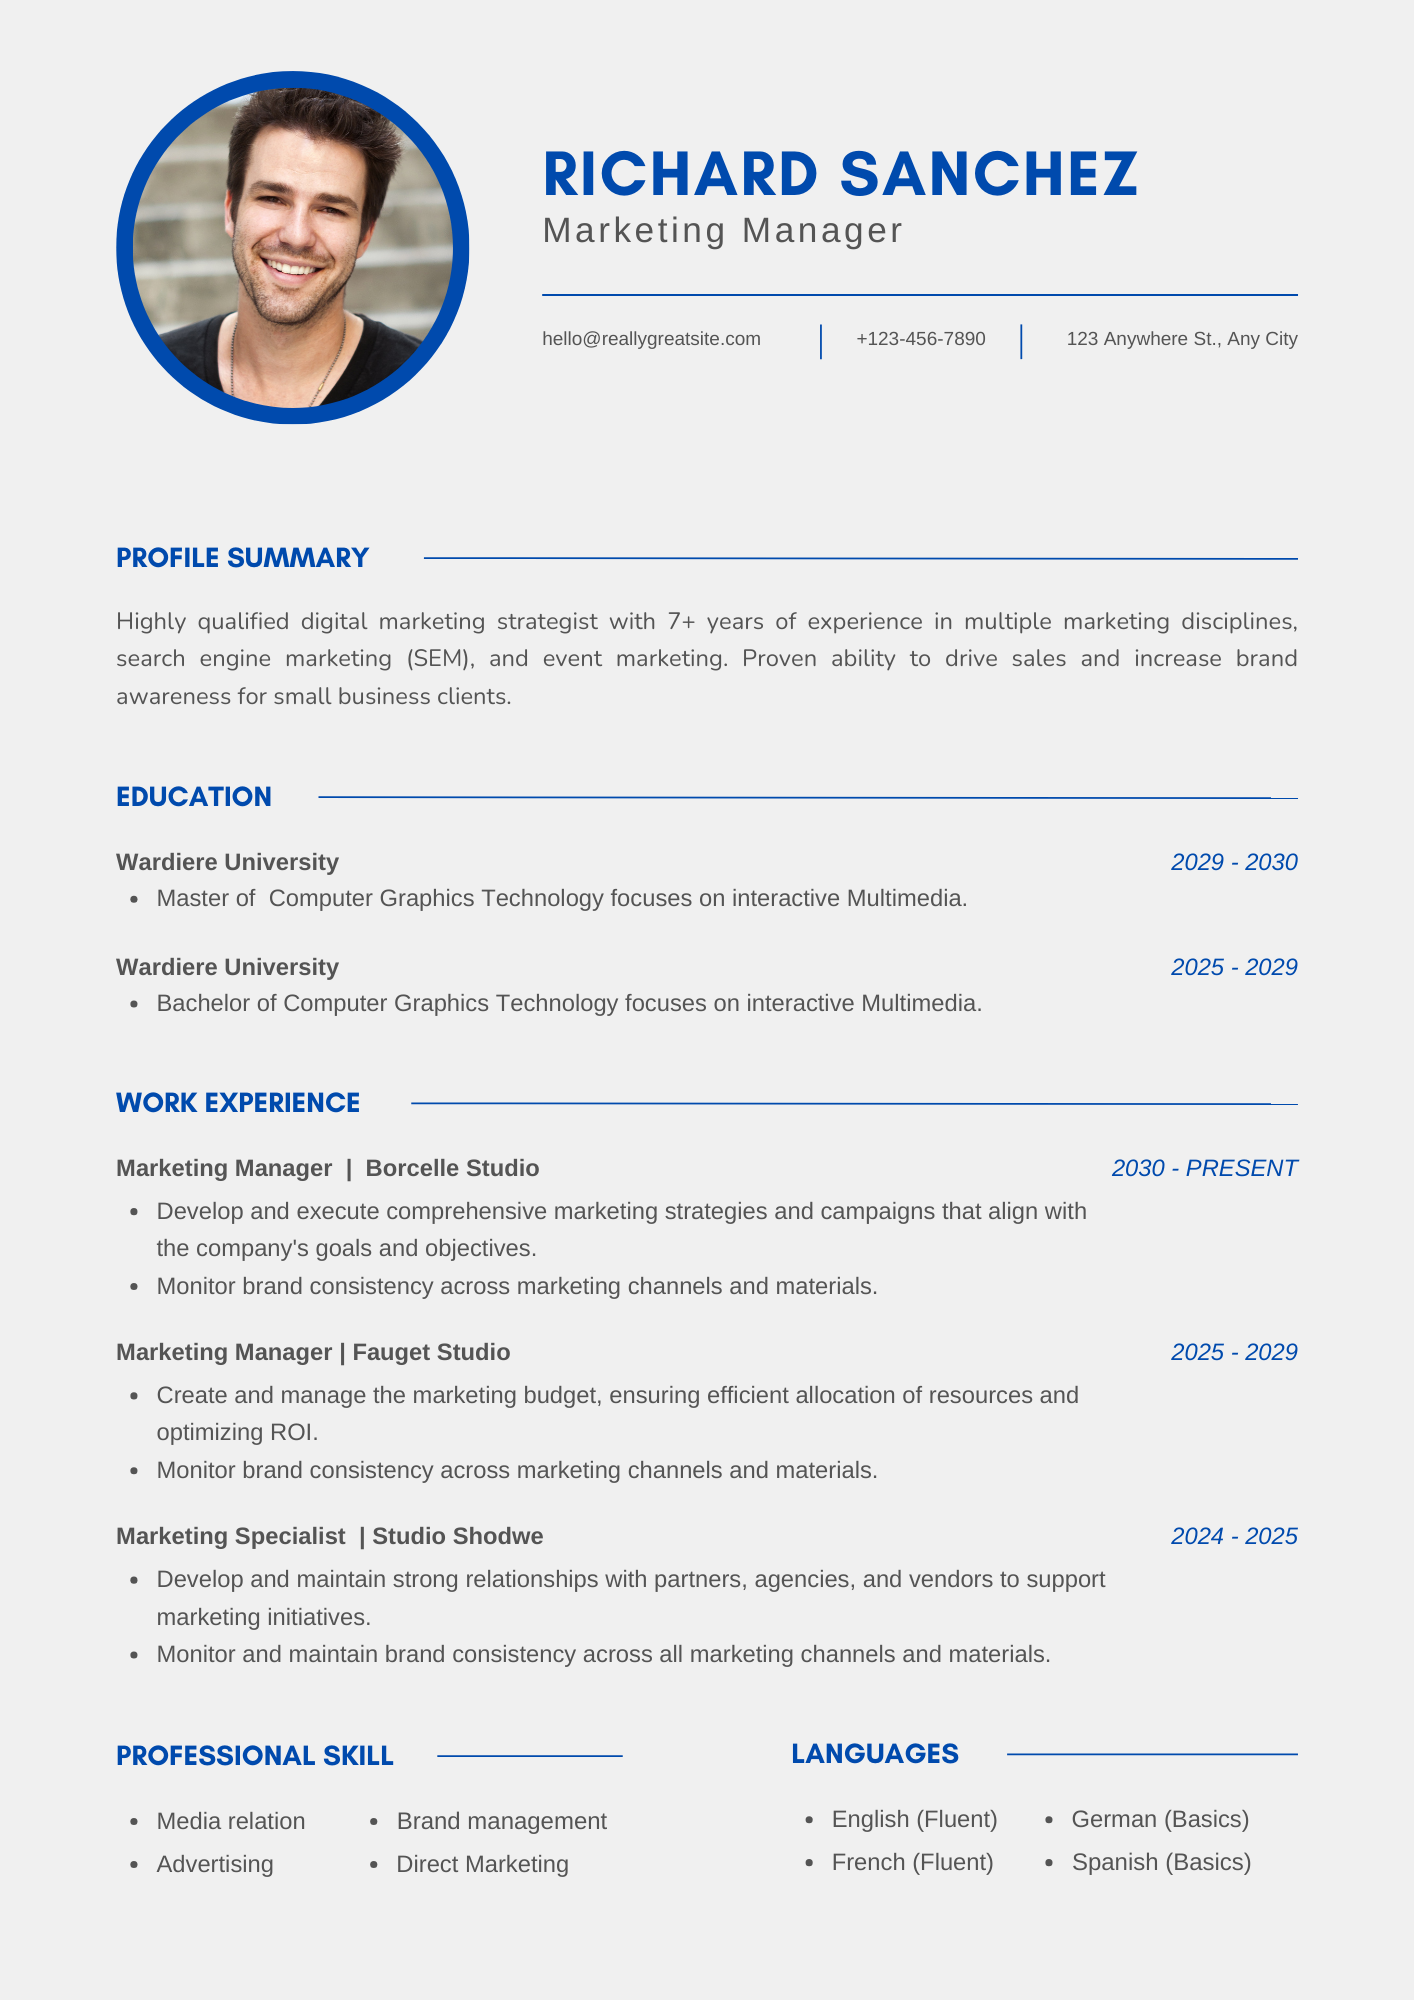 RICHARD SANCHEZ
Marketing Manager
hello@reallygreatsite.com | +123-456-7890 | 123 Anywhere St., Any City
PROFILE SUMMARY
Highly qualified digital marketing strategist with 7+ years of experience in multiple marketing disciplines,
search engine marketing (SEM), and event marketing. Proven ability to drive sales and increase brand
awareness for small business clients.
EDUCATION
Wardiere University 2029 - 2030
• Master of  Computer Graphics Technology focuses on interactive Multimedia.
Wardiere University 2025 - 2029
• Bachelor of Computer Graphics Technology focuses on interactive Multimedia.
WORK EXPERIENCE
Marketing Manager  |  Borcelle Studio 2030 - PRESENT
• Develop and execute comprehensive marketing strategies and campaigns that align with
the company's goals and objectives.
• Monitor brand consistency across marketing channels and materials.
Marketing Manager | Fauget Studio 2025 - 2029
• Create and manage the marketing budget, ensuring efficient allocation of resources and
optimizing ROI.
• Monitor brand consistency across marketing channels and materials.
Marketing Specialist  | Studio Shodwe 2024 - 2025
• Develop and maintain strong relationships with partners, agencies, and vendors to support
marketing initiatives.
• Monitor and maintain brand consistency across all marketing channels and materials.
PROFESSIONAL SKILL
• Media relation
• Advertising
• Brand management
• Direct Marketing
LANGUAGES
• English (Fluent)
• French (Fluent)
• German (Basics)
• Spanish (Basics)